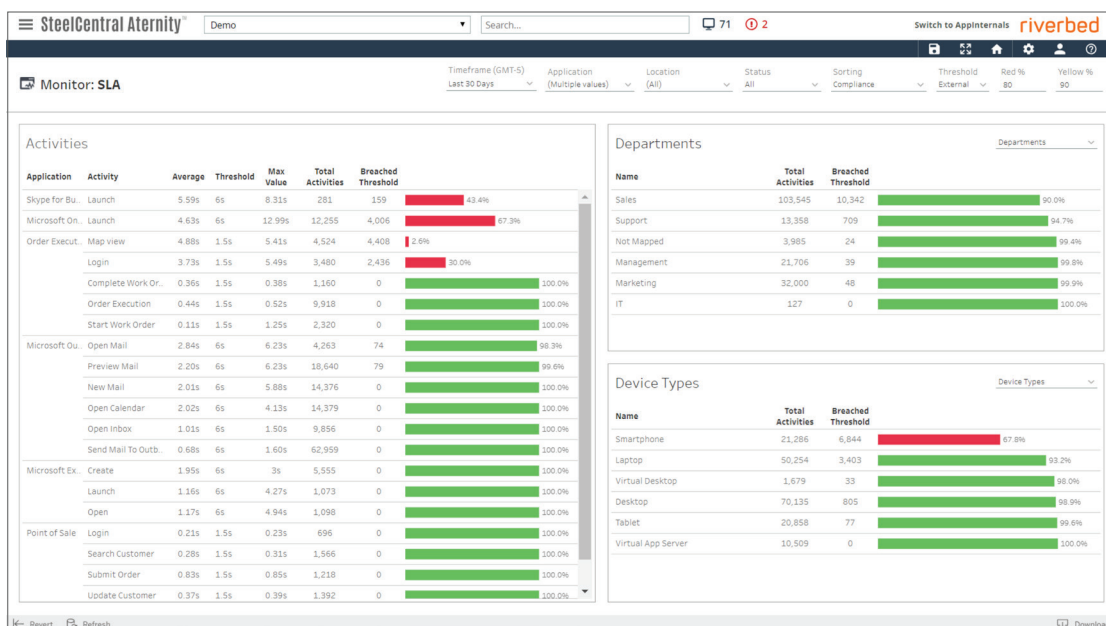 SteelCentral Aternity® Demo Search... 71 2 Switch to AppInternals riverbed
Monitor: SLA
Timeframe (GMT-5) Application Location Status Sorting Threshold Red % Yellow %
Last 30 Days (Multiple values) (All) All Compliance External 80 90
Activities
Application Activity Average Threshold Max Value Total Activities Breached Threshold
Skype for Bu.. Launch 5.59s 6s 8.31s 281 159 43.4%
Microsoft On.. Launch 4.63s 6s 12.99s 12,255 4,006 67.3%
Order Execut.. Map view 4.88s 1.5s 5.41s 4,524 4,408 2.6%
Login 3.73s 1.5s 5.49s 3,480 2,436 30.0%
Complete Work Or.. 0.36s 1.5s 0.38s 1,160 0 100.0%
Order Execution 0.44s 1.5s 0.52s 9,918 0 100.0%
Start Work Order 0.11s 1.5s 1.25s 2,320 0 100.0%
Microsoft Ou.. Open Mail 2.84s 6s 6.23s 4,263 74 98.3%
Preview Mail 2.20s 6s 6.23s 18,640 79 99.6%
New Mail 2.01s 6s 5.88s 14,376 0 100.0%
Open Calendar 2.02s 6s 4.13s 14,379 0 100.0%
Open Inbox 1.01s 6s 1.50s 9,856 0 100.0%
Send Mail To Outb.. 0.68s 6s 1.60s 62,959 0 100.0%
Microsoft Ex.. Create 1.95s 6s 3s 5,555 0 100.0%
Launch 1.16s 6s 4.27s 1,073 0 100.0%
Open 1.17s 6s 4.94s 1,098 0 100.0%
Point of Sale Login 0.21s 1.5s 0.23s 696 0 100.0%
Search Customer 0.28s 1.5s 0.31s 1,566 0 100.0%
Submit Order 0.83s 1.5s 0.85s 1,218 0 100.0%
Update Customer 0.37s 1.5s 0.39s 1,392 0 100.0%
Departments Departments
Name Total Activities Breached Threshold
Sales 103,545 10,342 90.0%
Support 13,358 709 94.7%
Not Mapped 3,985 24 99.4%
Management 21,706 39 99.8%
Marketing 32,000 48 99.9%
IT 127 0 100.0%
Device Types Device Types
Name Total Activities Breached Threshold
Smartphone 21,286 6,844 67.8%
Laptop 50,254 3,403 93.2%
Virtual Desktop 1,679 33 98.0%
Desktop 70,135 805 98.9%
Tablet 20,858 77 99.6%
Virtual App Server 10,509 0 100.0%
Revert Refresh Downloa